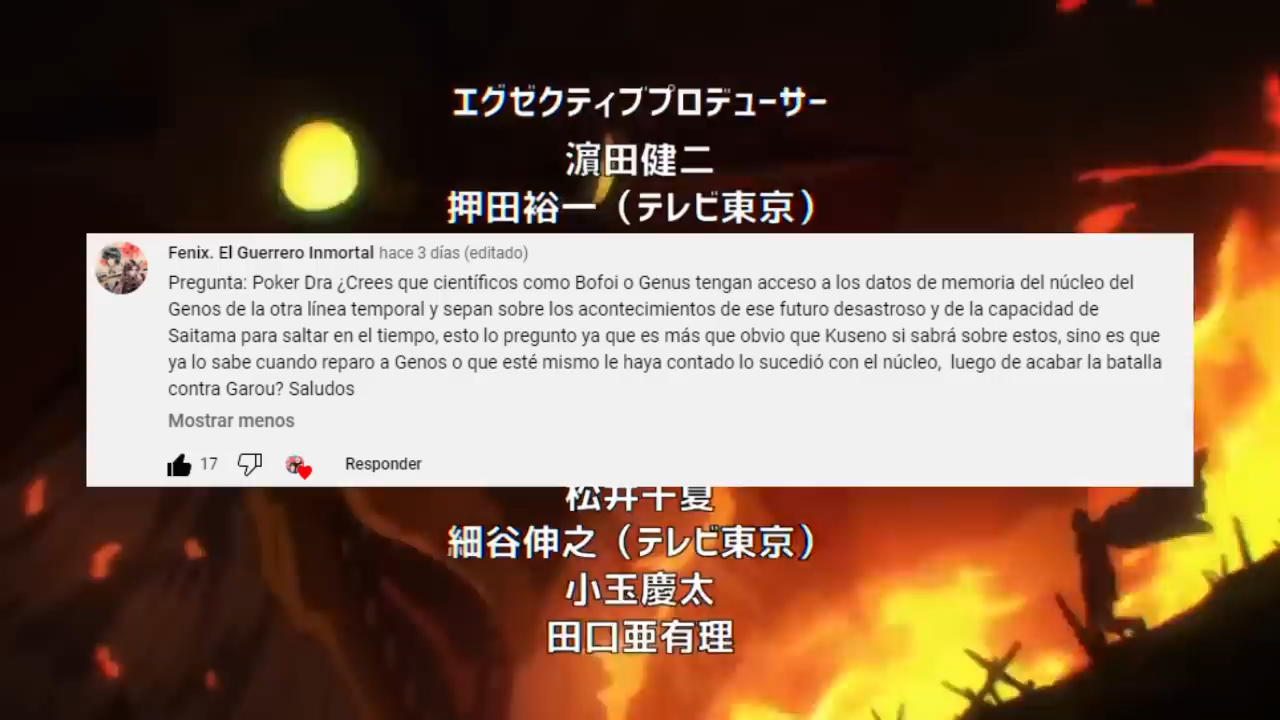 エグゼクティブプロデューサー
濵田健二
押田裕一（テレビ東京）
Fenix. El Guerrero Inmortal hace 3 días (editado)
Pregunta: Poker Dra ¿Crees que científicos como Bofoi o Genus tengan acceso a los datos de memoria del núcleo del
Genos de la otra línea temporal y sepan sobre los acontecimientos de ese futuro desastroso y de la capacidad de
Saitama para saltar en el tiempo, esto lo pregunto ya que es más que obvio que Kuseno si sabrá sobre estos, sino es que
ya lo sabe cuando reparo a Genos o que esté mismo le haya contado lo sucedió con el núcleo, luego de acabar la batalla
contra Garou? Saludos
Mostrar menos
17
Responder
松井千夏
細谷伸之（テレビ東京）
小玉慶太
田口亜有理